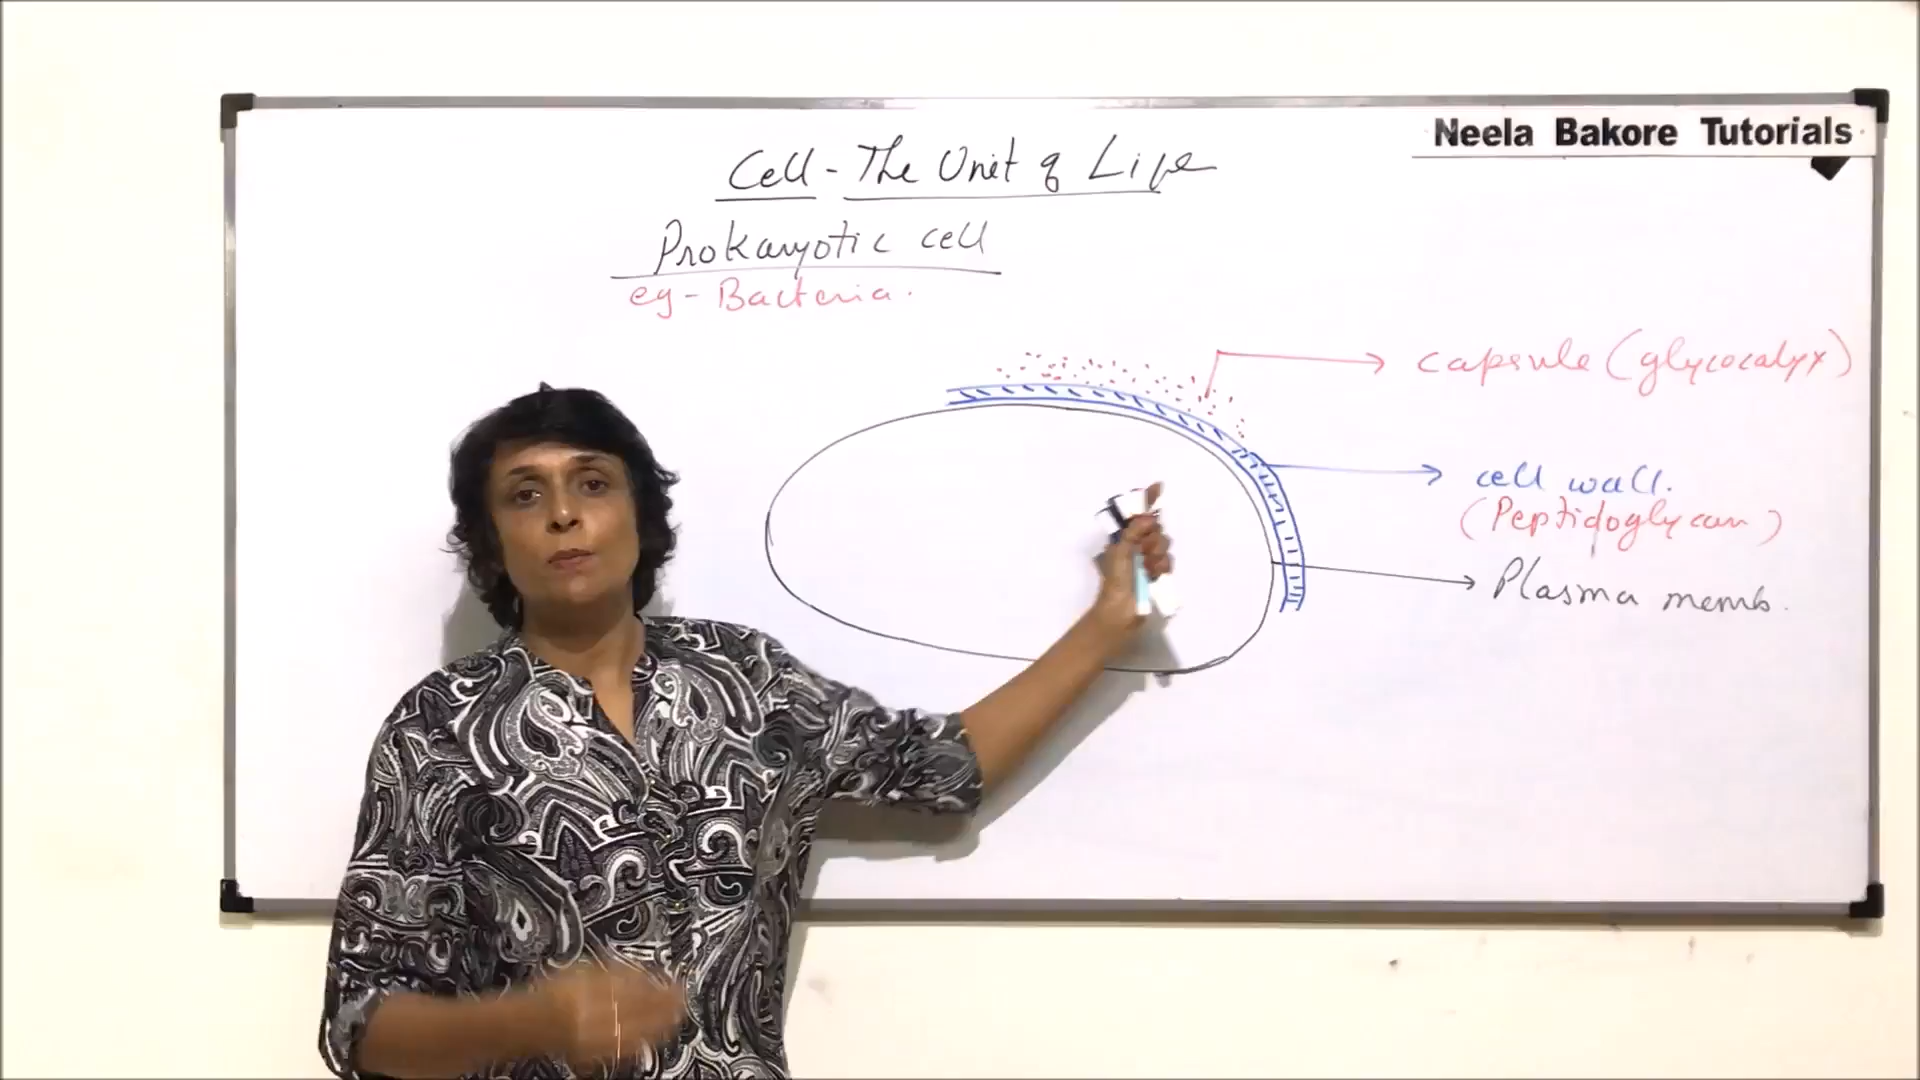 Neela Bakore Tutorials
Cell - The Unit of Life
Prokaryotic cell
eg - Bacteria.
capsule (glycocalyx)
cell wall.
(Peptidoglycan)
Plasma memb.